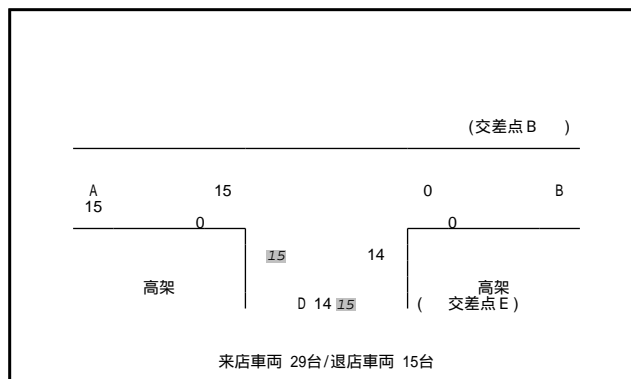 (交差点B )
A 15 0 B
15
0 0
15 14
高架 高架
D 14 15 ( 交差点E)
来店車両 29台/退店車両 15台